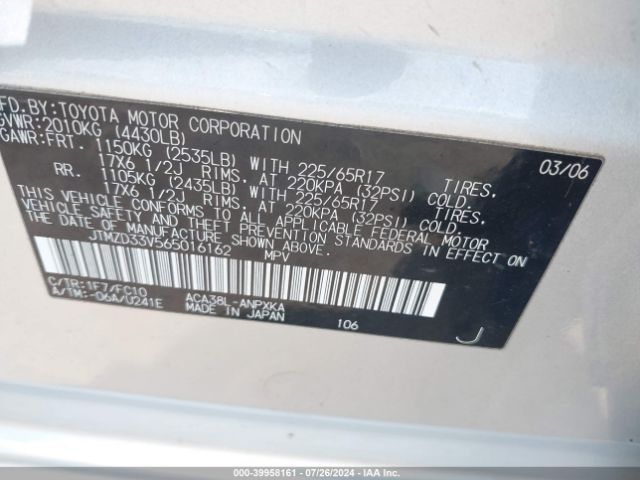 MFD. BY: TOYOTA MOTOR CORPORATION 03/06
GVWR: 2010KG (4430LB)
GAWR: FRT. 1150KG (2535LB) WITH 225/65R17 TIRES,
17X6 1/2J RIMS. AT 220KPA (32PSI) COLD.
RR. 1105KG (2435LB) WITH 225/65R17 TIRES,
17X6 1/2J RIMS. AT 220KPA (32PSI) COLD.
THIS VEHICLE CONFORMS TO ALL APPLICABLE FEDERAL MOTOR
VEHICLE SAFETY AND THEFT PREVENTION STANDARDS IN EFFECT ON THE
DATE OF MANUFACTURE SHOWN ABOVE.
JTMZD33V565016162 MPV
C/TR: 1F7/FC10 ACA38L-ANPXKA
A/TM: -06A/U241E MADE IN JAPAN 106 J
000-39958161 - 07/26/2024 - IAA Inc.